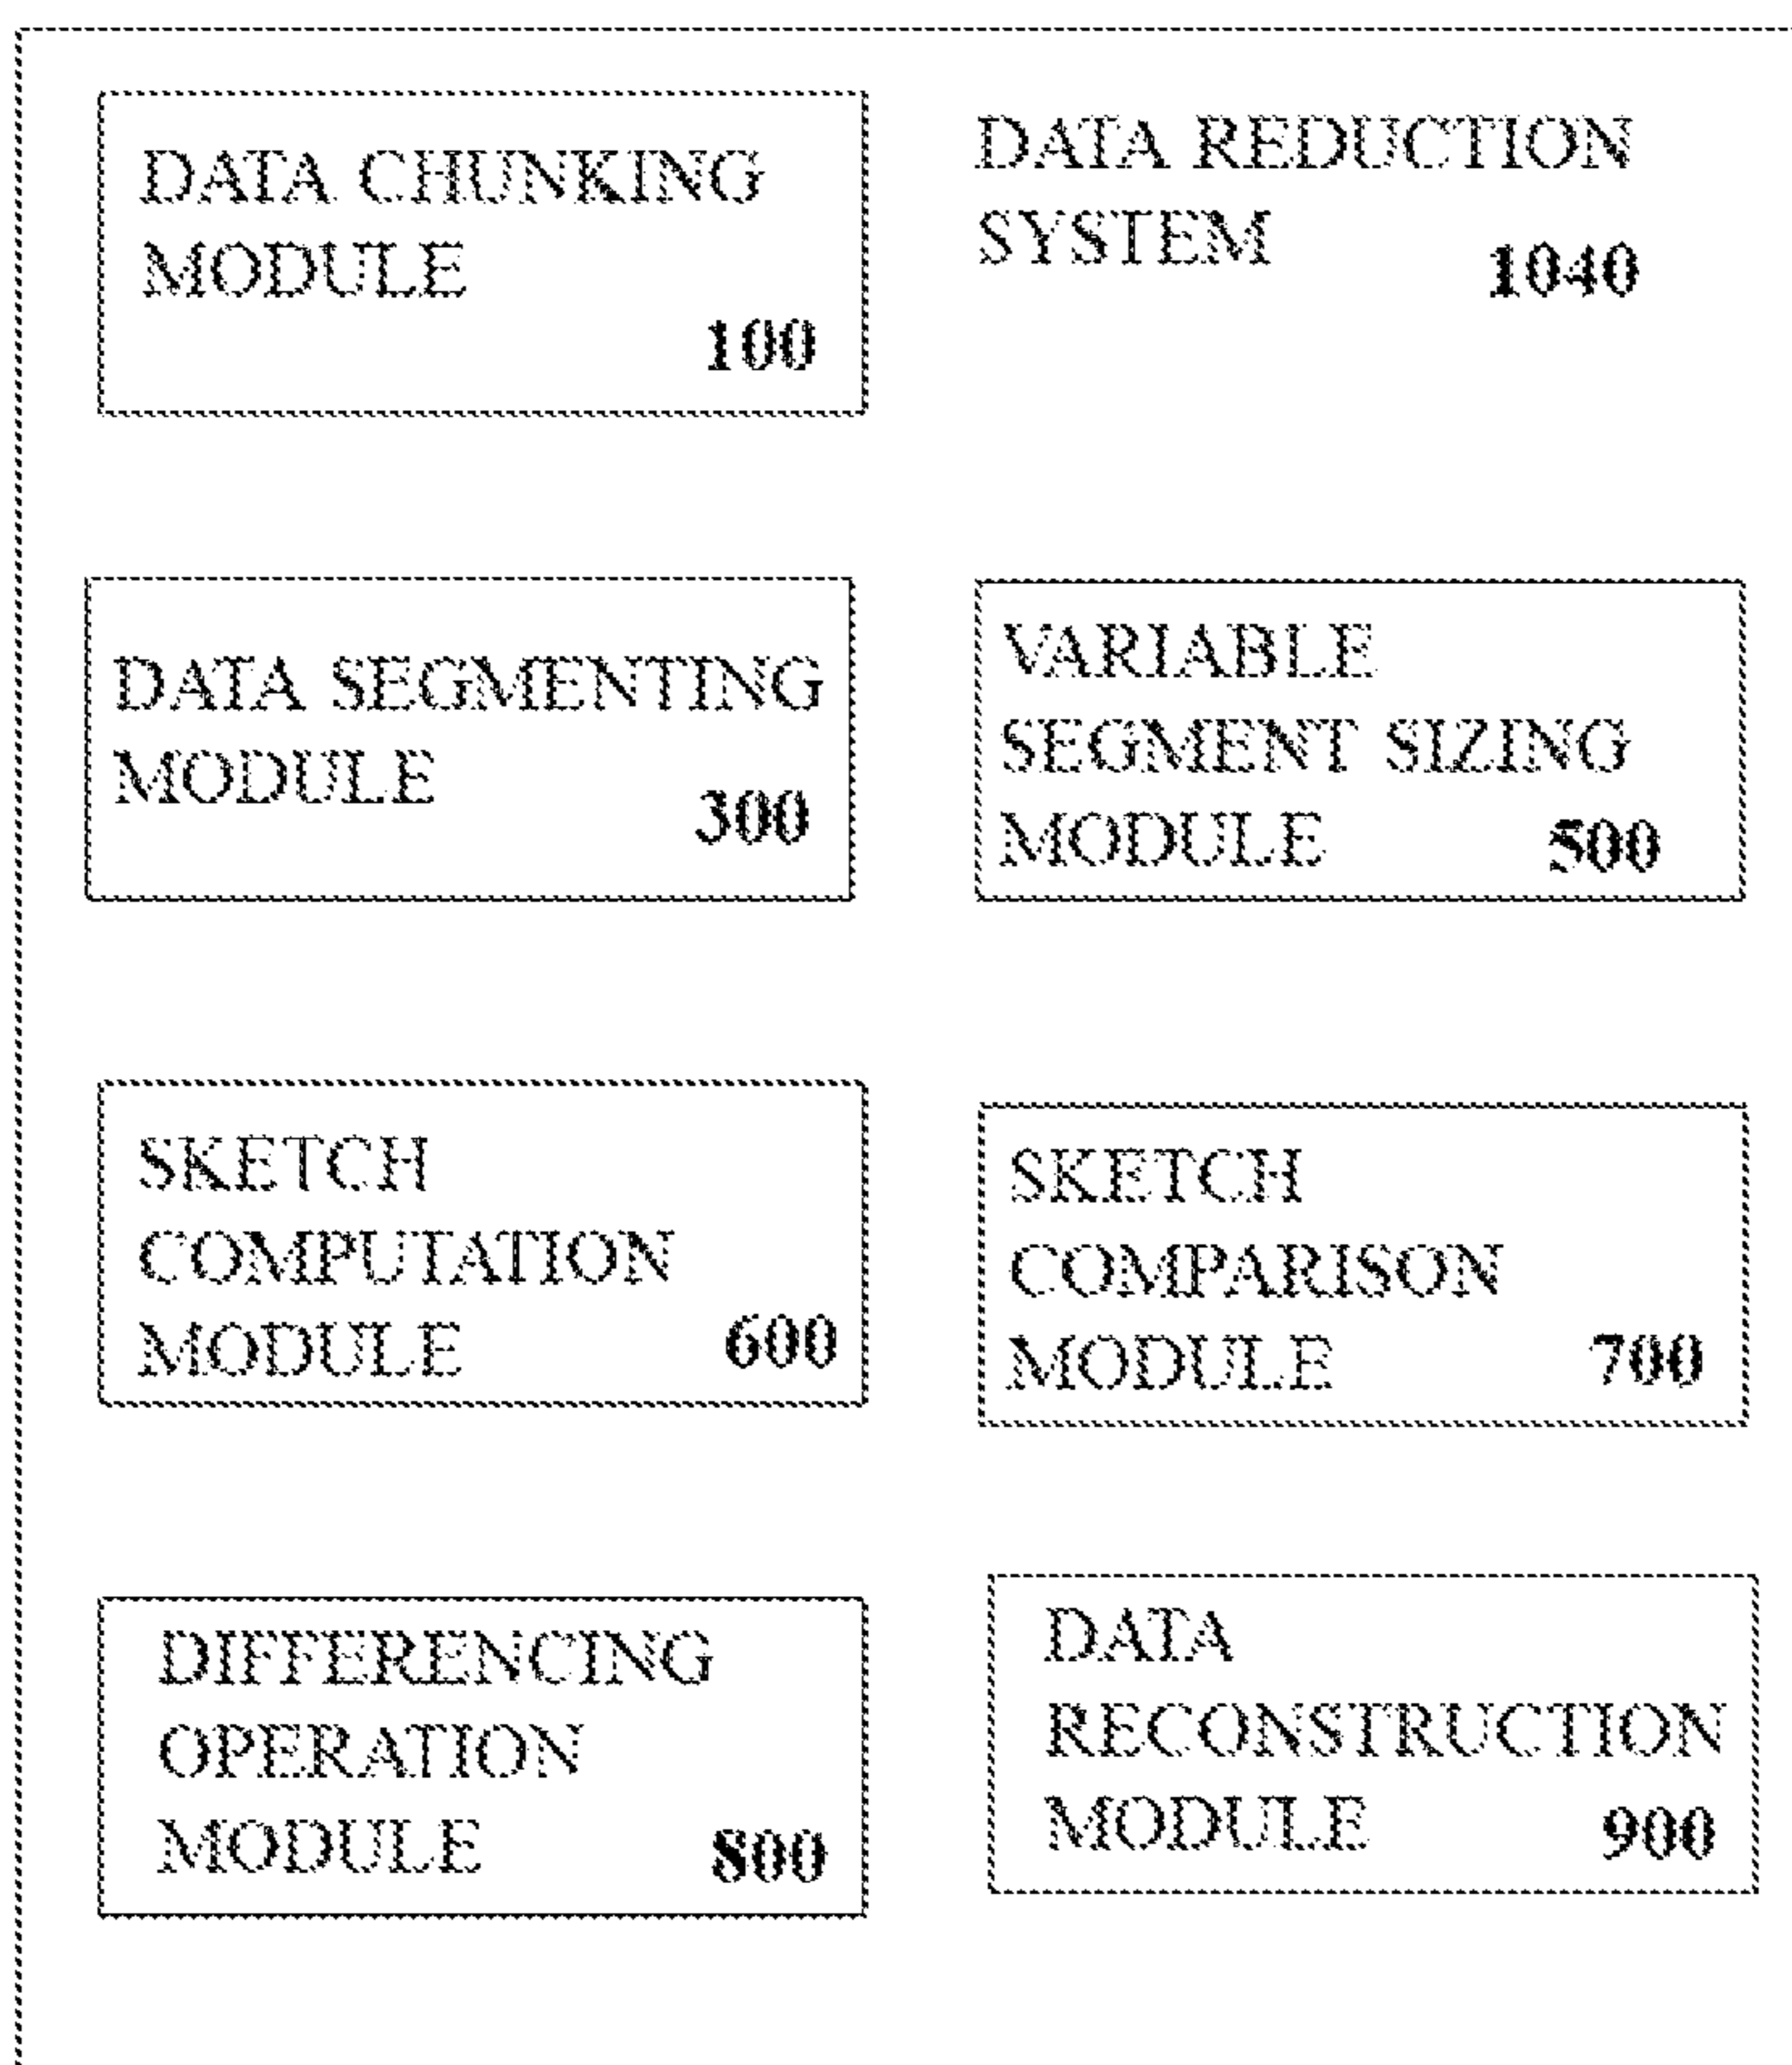 DATA CHUNKING
MODULE
100
DATA REDUCTION
SYSTEM
1040
DATA SEGMENTING
MODULE
300
VARIABLE
SEGMENT SIZING
MODULE 500
SKETCH
COMPUTATION
MODULE 600
SKETCH
COMPARISON
MODULE 700
DIFFERENCING
OPERATION
MODULE 800
DATA
RECONSTRUCTION
MODULE 900